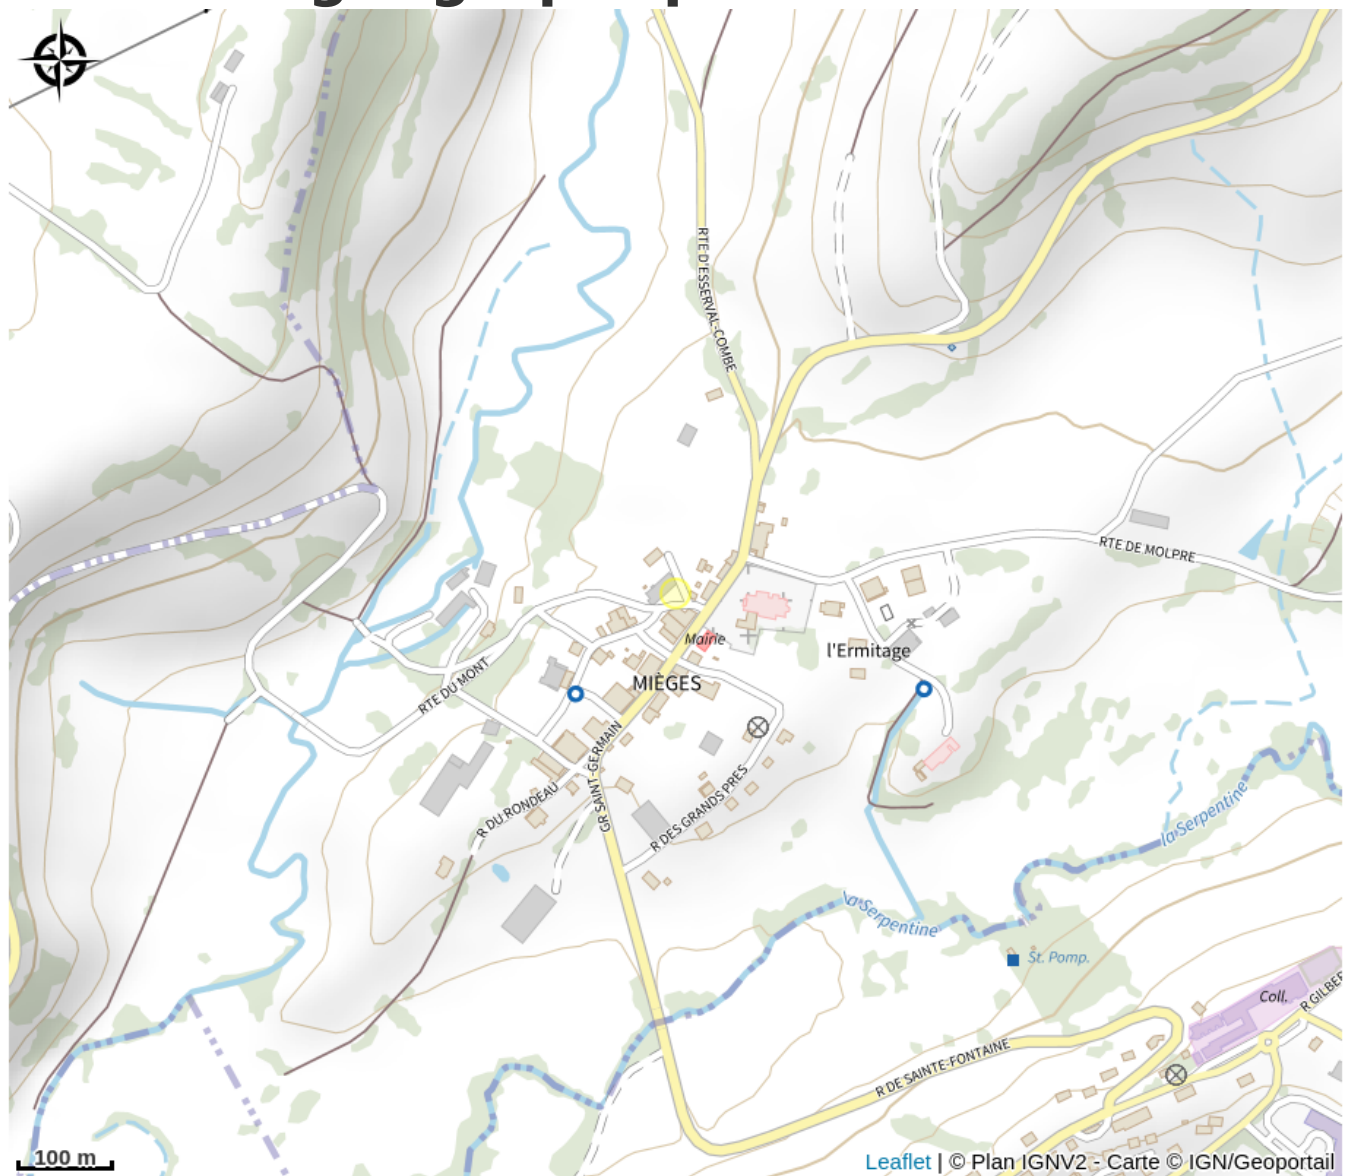 RTE D'ESSERVAL-COMBE
RTE DE MOLPRE
Mairie
l'Ermitage
MIÈGES
RTE DU MONT
GR SAINT-GERMAIN
R DU RONDEAU
R DES GRANDS PRES
la Serpentine
la Serpentine
St. Pomp.
Coll.
R GILBER
R DE SAINTE-FONTAINE
100 m
Leaflet | © Plan IGNV2 - Carte © IGN/Geoportail